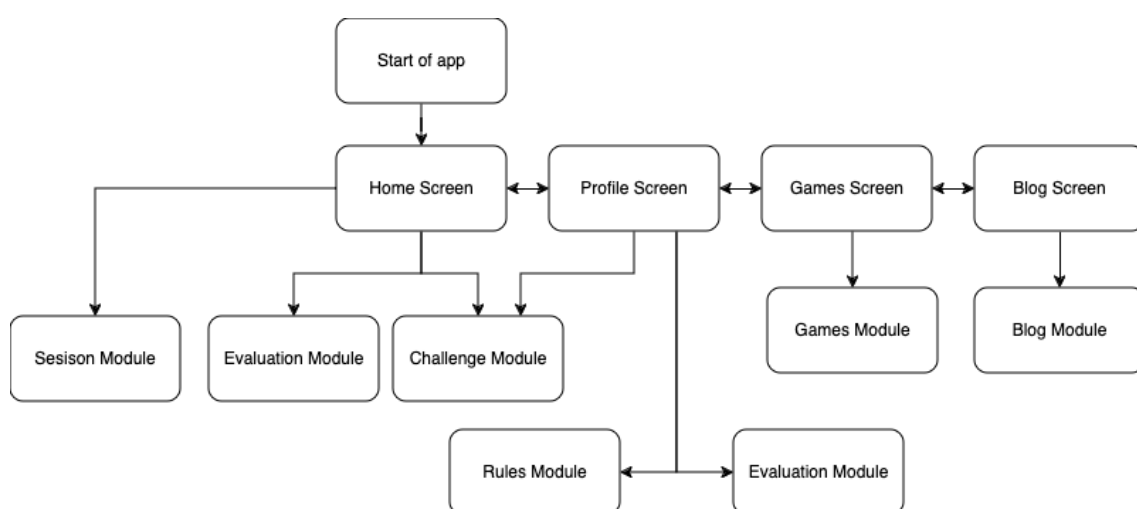 Start of app
Home Screen
Profile Screen
Games Screen
Blog Screen
Sesison Module
Evaluation Module
Challenge Module
Games Module
Blog Module
Rules Module
Evaluation Module